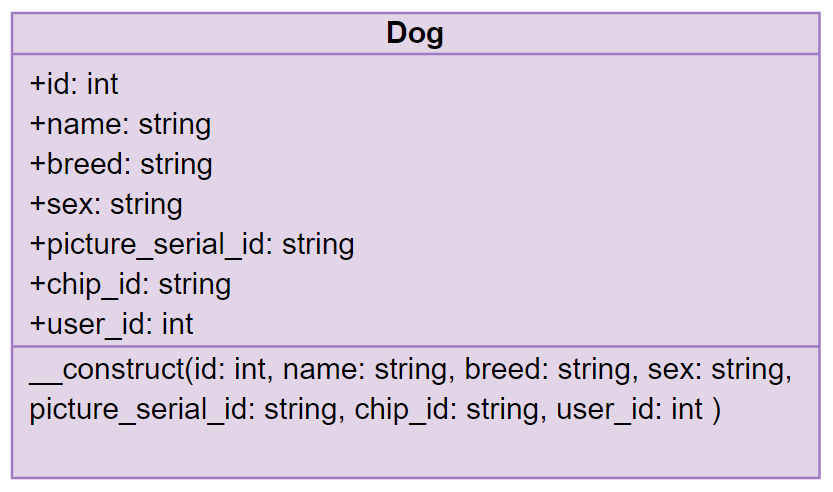 Dog
+id: int
+name: string
+breed: string
+sex: string
+picture_serial_id: string
+chip_id: string
+user_id: int
__construct(id: int, name: string, breed: string, sex: string,
picture_serial_id: string, chip_id: string, user_id: int )